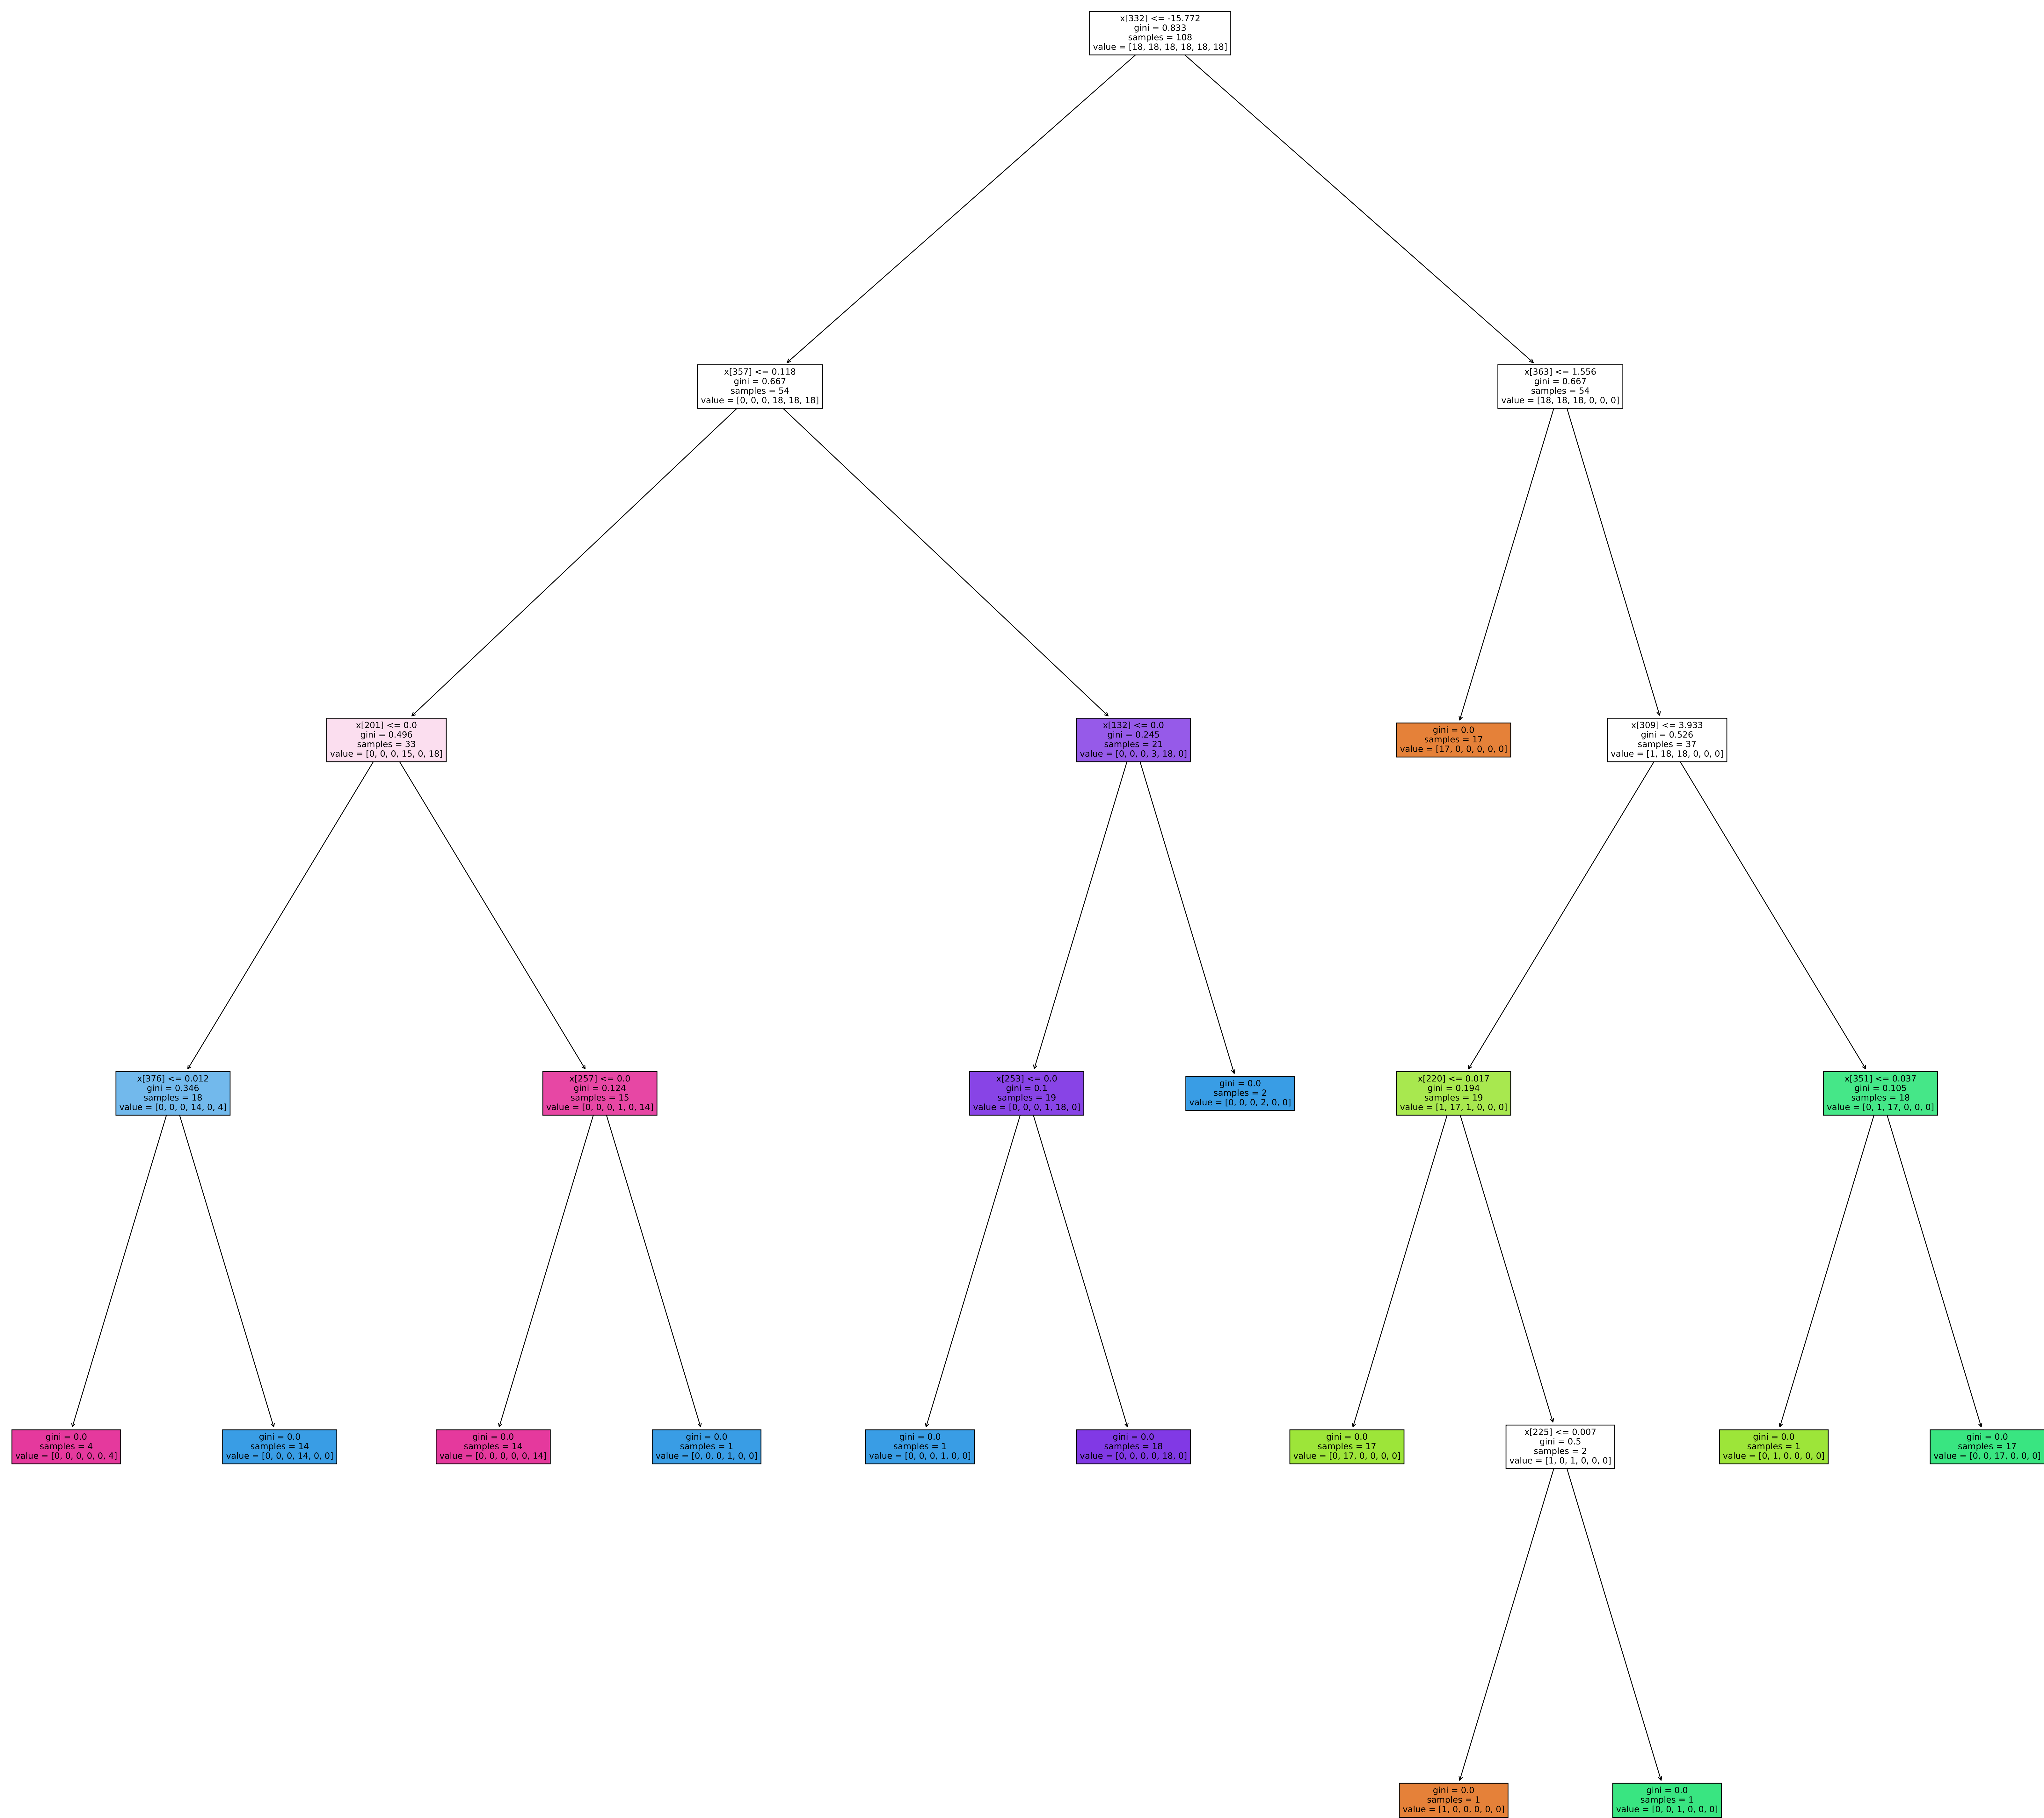 x[332] <= -15.772
gini = 0.833
samples = 108
value = [18, 18, 18, 18, 18, 18]
x[357] <= 0.118
gini = 0.667
samples = 54
value = [0, 0, 0, 18, 18, 18]
x[363] <= 1.556
gini = 0.667
samples = 54
value = [18, 18, 18, 0, 0, 0]
x[201] <= 0.0
gini = 0.496
samples = 33
value = [0, 0, 0, 15, 0, 18]
x[132] <= 0.0
gini = 0.245
samples = 21
value = [0, 0, 0, 3, 18, 0]
gini = 0.0
samples = 17
value = [17, 0, 0, 0, 0, 0]
x[309] <= 3.933
gini = 0.526
samples = 37
value = [1, 18, 18, 0, 0, 0]
x[376] <= 0.012
gini = 0.346
samples = 18
value = [0, 0, 0, 14, 0, 4]
x[257] <= 0.0
gini = 0.124
samples = 15
value = [0, 0, 0, 1, 0, 14]
x[253] <= 0.0
gini = 0.1
samples = 19
value = [0, 0, 0, 1, 18, 0]
gini = 0.0
samples = 2
value = [0, 0, 0, 2, 0, 0]
x[220] <= 0.017
gini = 0.194
samples = 19
value = [1, 17, 1, 0, 0, 0]
x[351] <= 0.037
gini = 0.105
samples = 18
value = [0, 1, 17, 0, 0, 0]
gini = 0.0
samples = 4
value = [0, 0, 0, 0, 0, 4]
gini = 0.0
samples = 14
value = [0, 0, 0, 14, 0, 0]
gini = 0.0
samples = 14
value = [0, 0, 0, 0, 0, 14]
gini = 0.0
samples = 1
value = [0, 0, 0, 1, 0, 0]
gini = 0.0
samples = 1
value = [0, 0, 0, 1, 0, 0]
gini = 0.0
samples = 18
value = [0, 0, 0, 0, 18, 0]
gini = 0.0
samples = 17
value = [0, 17, 0, 0, 0, 0]
x[225] <= 0.007
gini = 0.5
samples = 2
value = [1, 0, 1, 0, 0, 0]
gini = 0.0
samples = 1
value = [0, 1, 0, 0, 0, 0]
gini = 0.0
samples = 17
value = [0, 0, 17, 0, 0, 0]
gini = 0.0
samples = 1
value = [1, 0, 0, 0, 0, 0]
gini = 0.0
samples = 1
value = [0, 0, 1, 0, 0, 0]